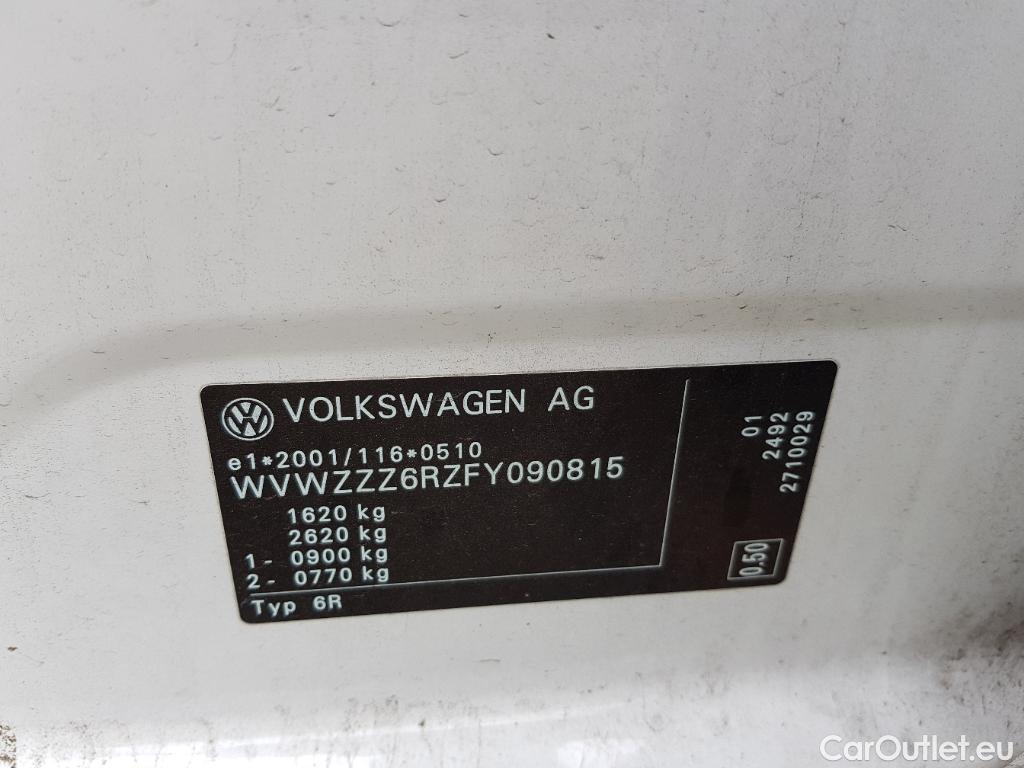 VOLKSWAGEN AG
e1*2001/116*0510
WVWZZZ6RZFY090815
1620 kg
2620 kg
1 - 0900 kg
2 - 0770 kg
Typ 6R
01
2492
2710029
0.50
CarOutlet.eu